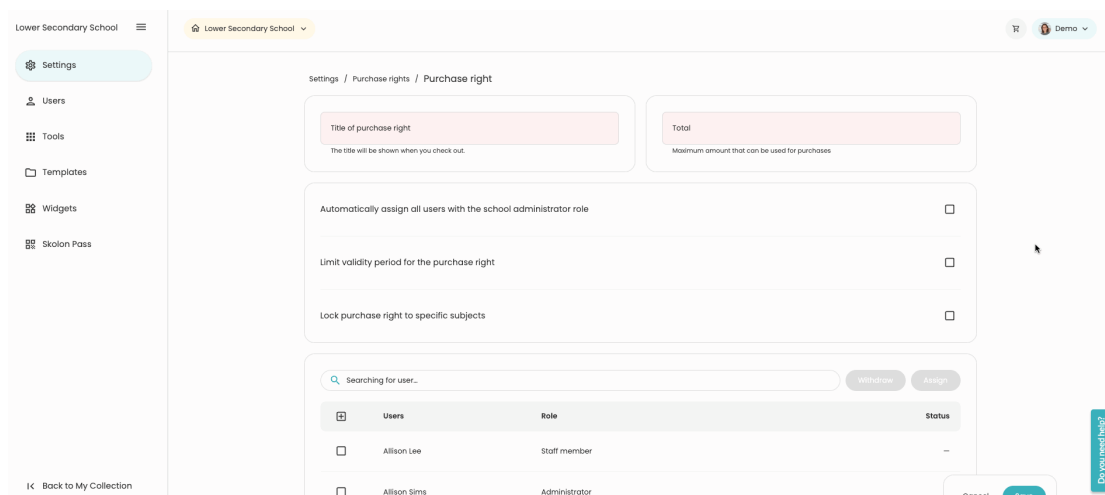 Lower Secondary School
Lower Secondary School
Demo
Settings
Users
Tools
Templates
Widgets
Skolon Pass
Back to My Collection
Settings / Purchase rights / Purchase right
Title of purchase right
The title will be shown when you check out.
Total
Maximum amount that can be used for purchases
Automatically assign all users with the school administrator role
Limit validity period for the purchase right
Lock purchase right to specific subjects
Searching for user...
Withdraw
Assign
Users Role Status
Allison Lee Staff member –
Allison Sims Administrator
Do you need help?